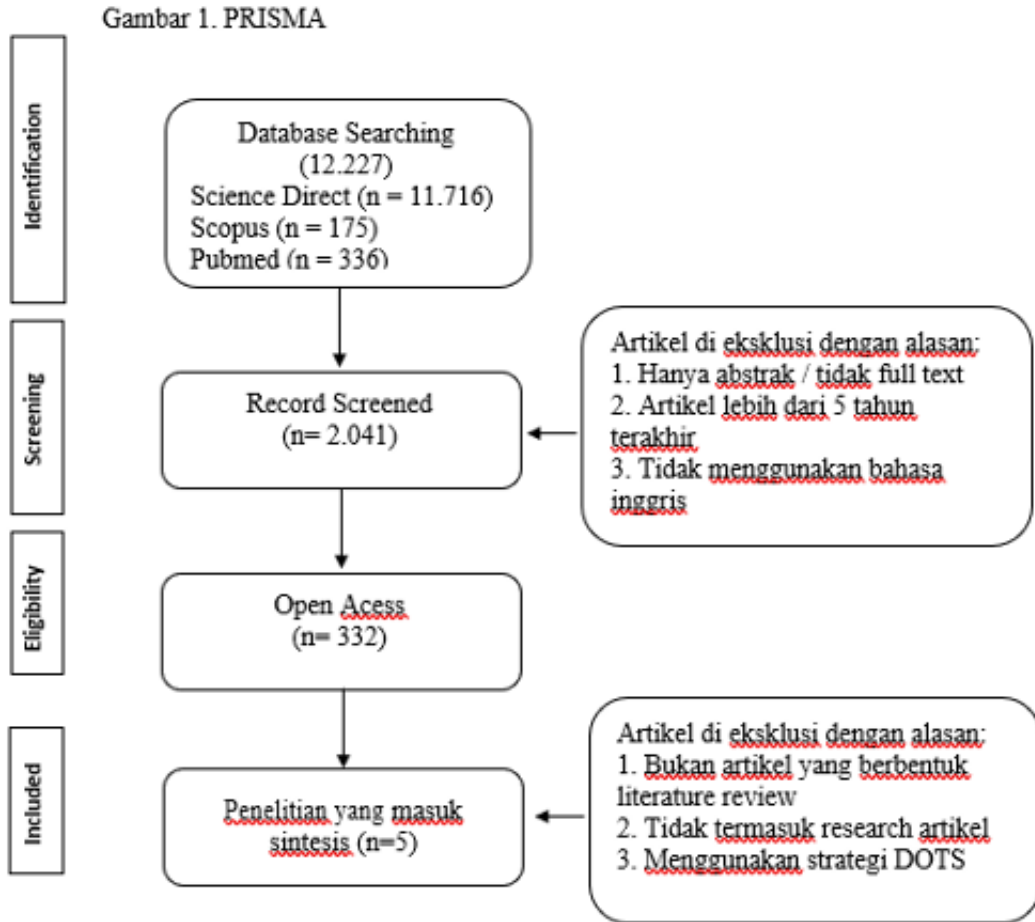 Gambar 1. PRISMA
Identification
Database Searching
(12.227)
Science Direct (n = 11.716)
Scopus (n = 175)
Pubmed (n = 336)
Screening
Record Screened
(n= 2.041)
Artikel di eksklusi dengan alasan:
1. Hanya abstrak / tidak full text
2. Artikel lebih dari 5 tahun
terakhir
3. Tidak menggunakan bahasa
inggris
Eligibility
Open Acess
(n= 332)
Included
Penelitian yang masuk
sintesis (n=5)
Artikel di eksklusi dengan alasan:
1. Bukan artikel yang berbentuk
literature review
2. Tidak termasuk research artikel
3. Menggunakan strategi DOTS